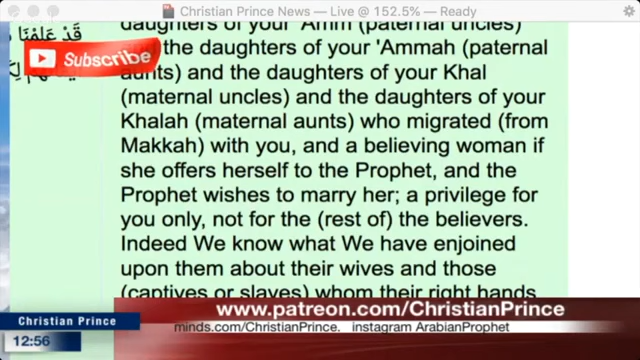 Christian Prince News — Live @ 152.5% — Ready
daughters of your 'Amm (paternal uncles)
قَدْ عَلِمْنَا
the daughters of your 'Ammah (paternal
Subscribe
aunts) and the daughters of your Khal
(maternal uncles) and the daughters of your
Khalah (maternal aunts) who migrated (from
Makkah) with you, and a believing woman if
she offers herself to the Prophet, and the
Prophet wishes to marry her; a privilege for
you only, not for the (rest of) the believers.
Indeed We know what We have enjoined
upon them about their wives and those
(captives or slaves) whom their right hands
www.patreon.com/ChristianPrince
Christian Prince
minds.com/ChristianPrince. instagram ArabianProphet
12:56